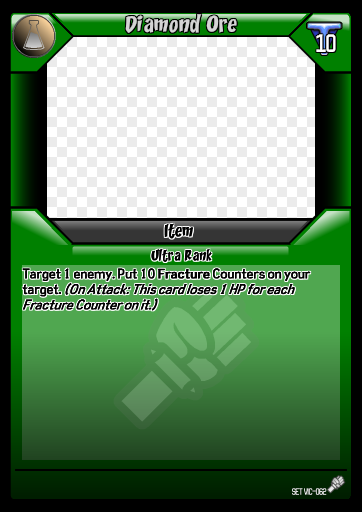 Diamond Ore
10
Item
Ultra Rank
Target 1 enemy. Put 10 Fracture Counters on your
target. (On Attack: This card loses 1 HP for each
Fracture Counter on it.)
SET VIC-062